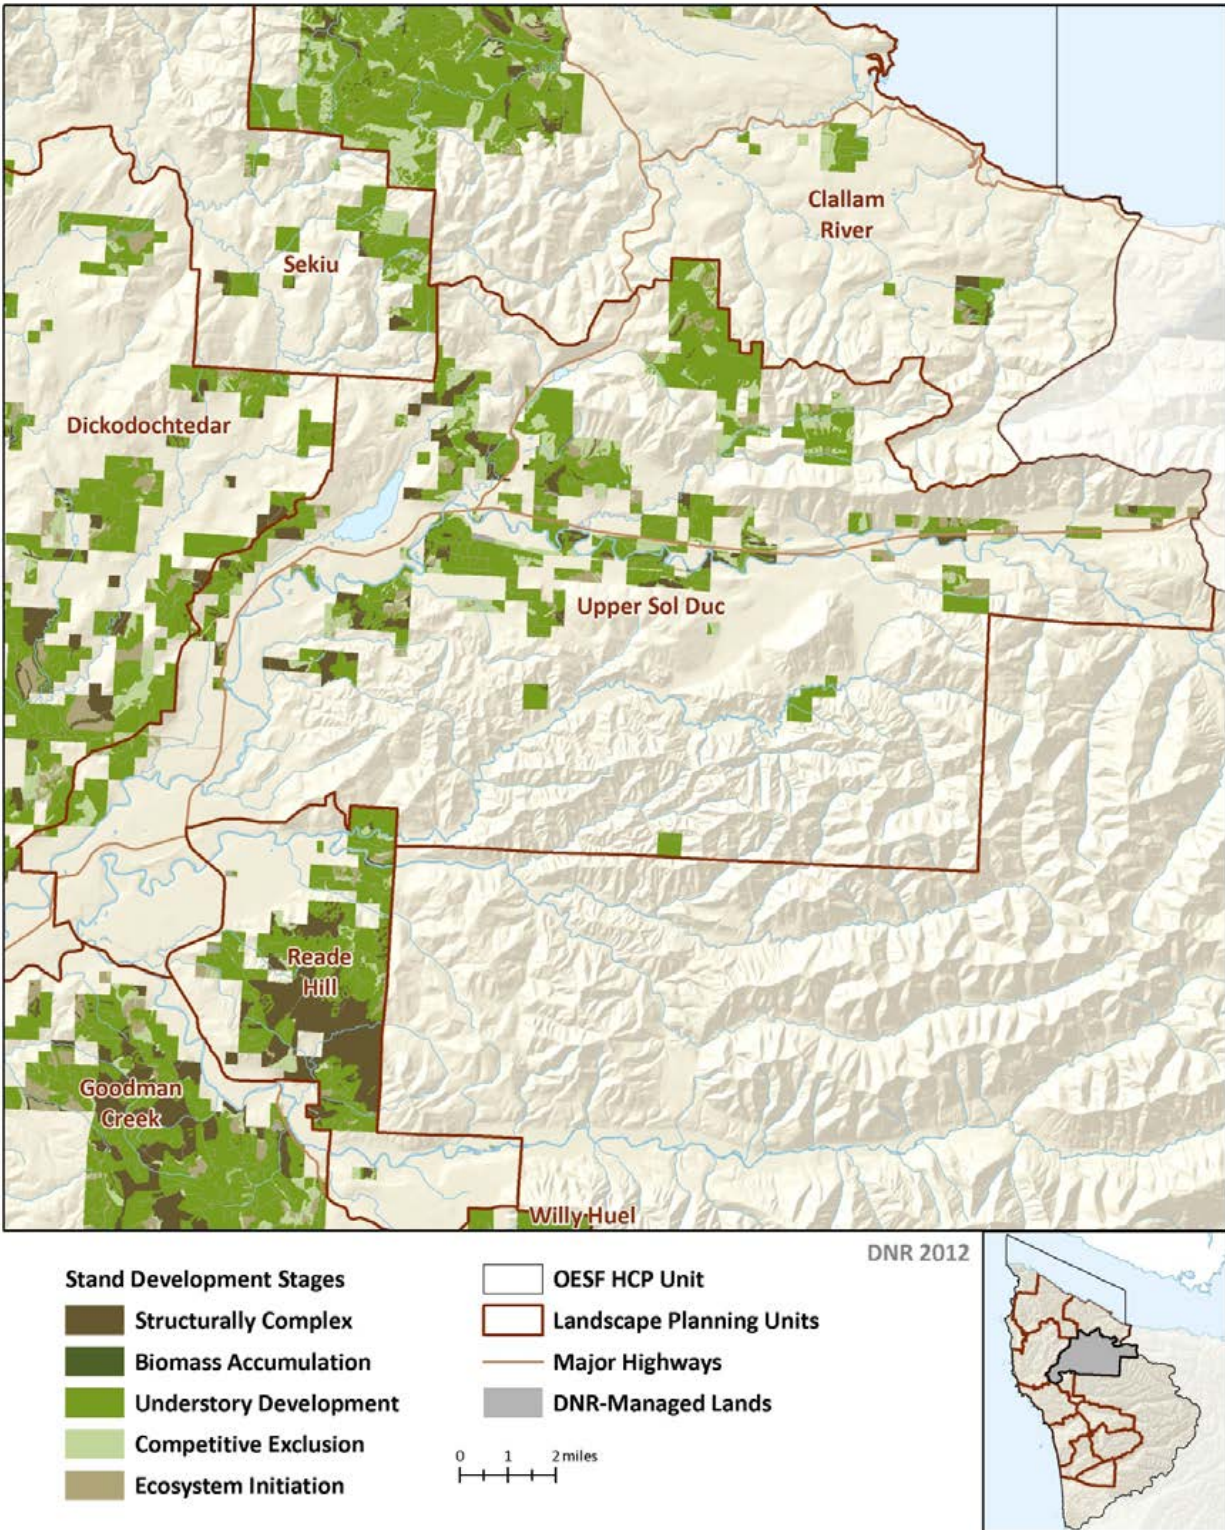 Clallam
River
Sekiu
Dickodochtedar
Upper Sol Duc
Reade
Hill
Goodman
Creek
Willy Huel
DNR 2012
Stand Development Stages
Structurally Complex
Biomass Accumulation
Understory Development
Competitive Exclusion
Ecosystem Initiation
OESF HCP Unit
Landscape Planning Units
Major Highways
DNR-Managed Lands
0 1 2 miles